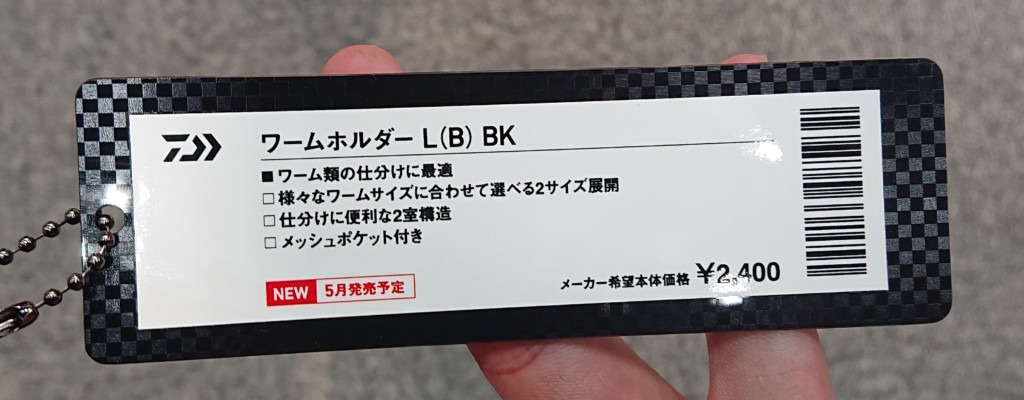 ワームホルダー L(B) BK
■ワーム類の仕分けに最適
□様々なワームサイズに合わせて選べる2サイズ展開
□仕分けに便利な2室構造
□メッシュポケット付き
NEW 5月発売予定
メーカー希望本体価格 ¥2,400